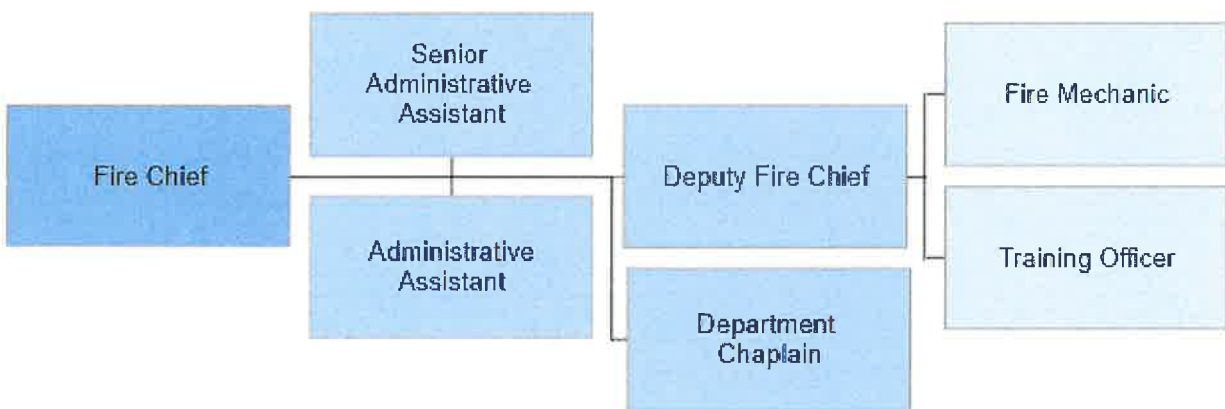 Senior
Administrative
Assistant
Fire Chief
Administrative
Assistant
Deputy Fire Chief
Department
Chaplain
Fire Mechanic
Training Officer